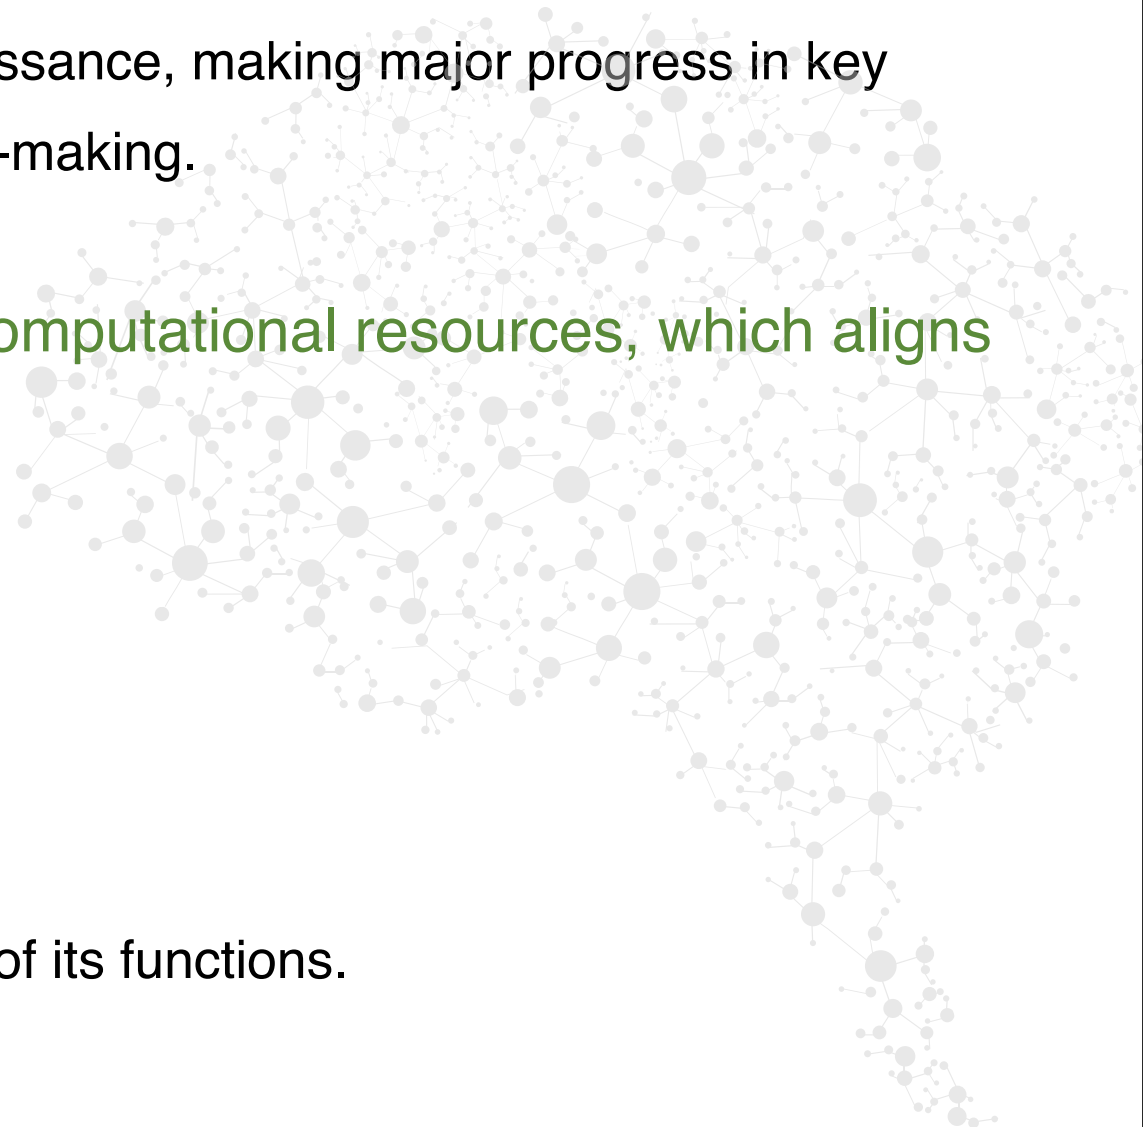 ssance, making major progress in key
-making.
omputational resources, which aligns
of its functions.